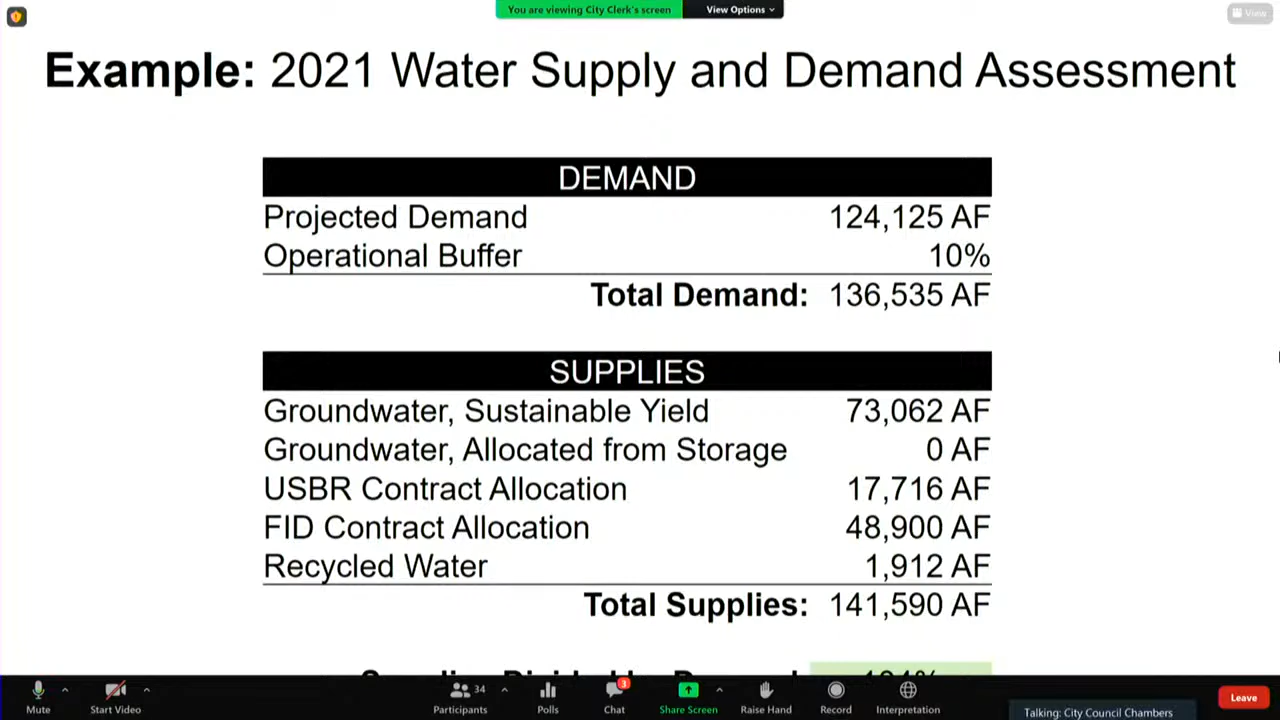 You are viewing City Clerk's screen View Options
View
Example: 2021 Water Supply and Demand Assessment
DEMAND
Projected Demand 124,125 AF
Operational Buffer 10%
Total Demand: 136,535 AF
SUPPLIES
Groundwater, Sustainable Yield 73,062 AF
Groundwater, Allocated from Storage 0 AF
USBR Contract Allocation 17,716 AF
FID Contract Allocation 48,900 AF
Recycled Water 1,912 AF
Total Supplies: 141,590 AF
34
3
Mute Start Video Participants Polls Chat Share Screen Raise Hand Record Interpretation Leave
Talking: City Council Chambers